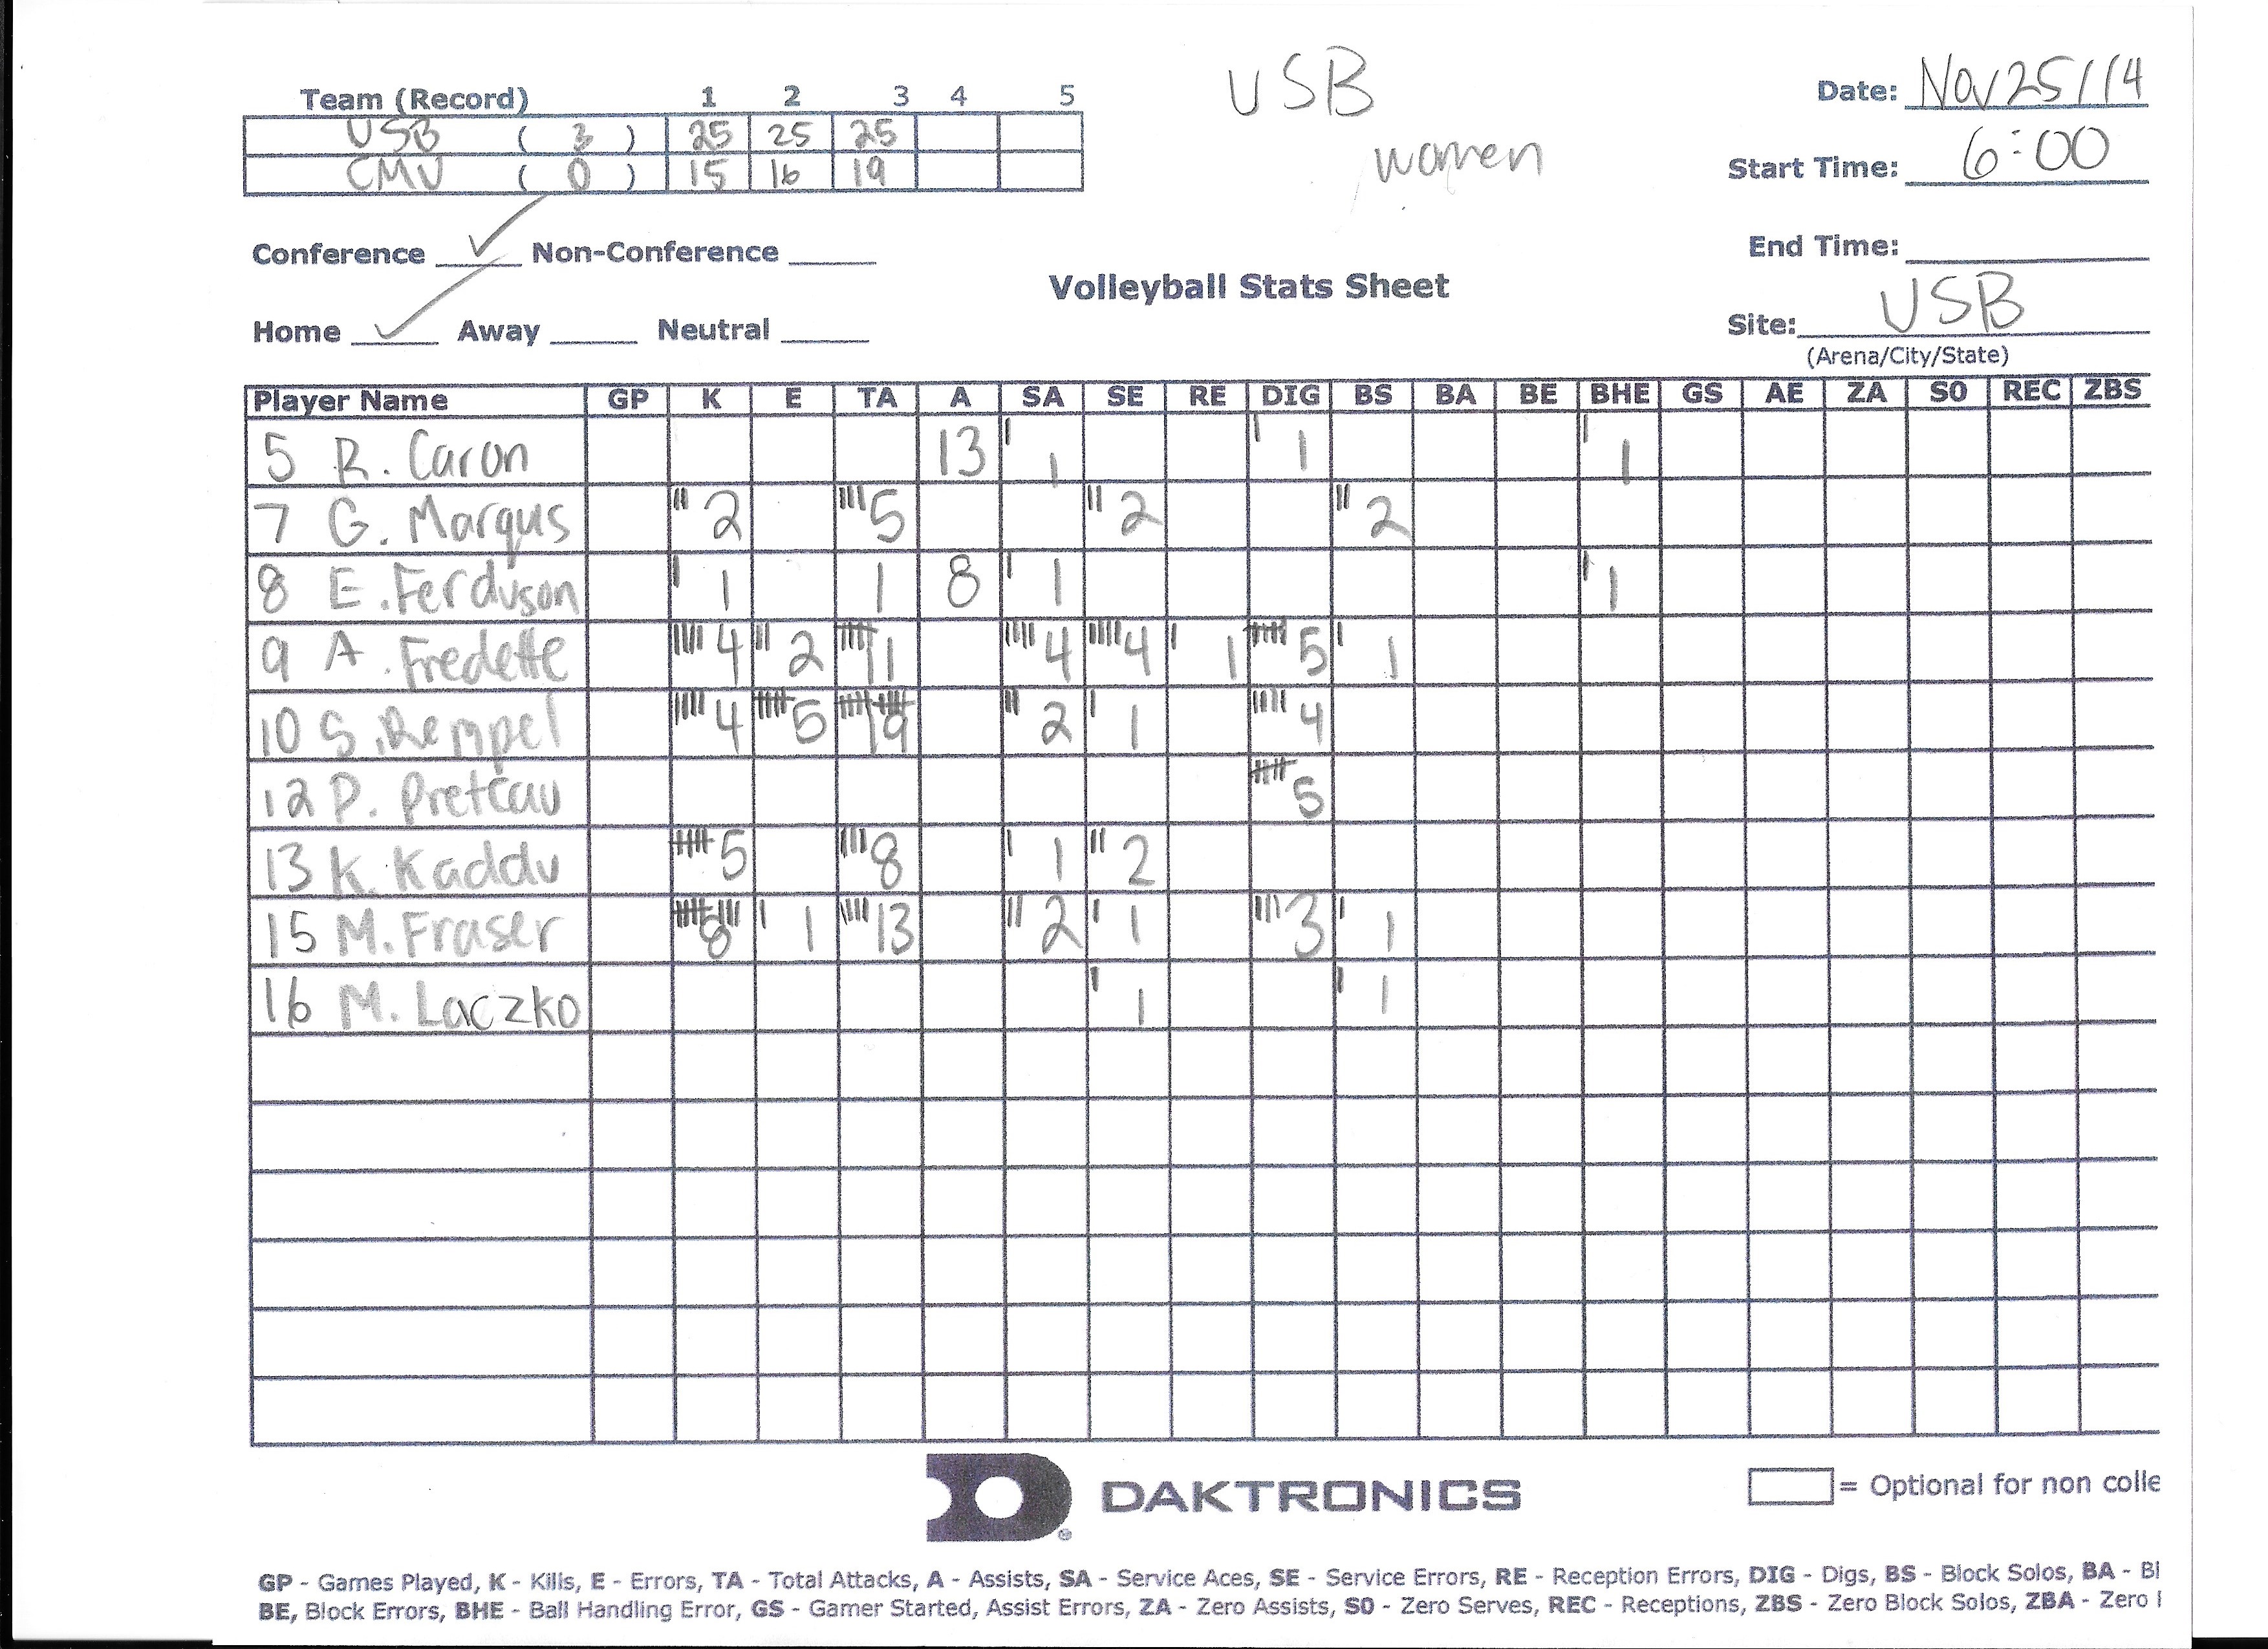 USB
women
Date: Nov 25/14
Start Time: 6:00
End Time:
Site: USB
(Arena/City/State)
Team (Record) 1 2 3 4 5
USB ( 3 ) 25 25 25
CMU ( 0 ) 15 16 19
Conference ✓ Non-Conference
Home ✓ Away Neutral
Volleyball Stats Sheet
Player Name GP K E TA A SA SE RE DIG BS BA BE BHE GS AE ZA SO REC ZBS
5 R. Caron 13 1 1 1
7 G. Marqus 2 5 2 2
8 E. Ferduson 1 1 8 1 1
9 A. Fredette 4 2 11 4 4 1 5 1
10 S. Rempel 4 5 19 2 1 4
12 P. Preteau 5
13 K. Kaddu 5 8 1 2
15 M. Fraser 8 1 13 2 1 3 1
16 M. Laczko 1 1
DAKTRONICS
= Optional for non colle
GP - Games Played, K - Kills, E - Errors, TA - Total Attacks, A - Assists, SA - Service Aces, SE - Service Errors, RE - Reception Errors, DIG - Digs, BS - Block Solos, BA - Bl
BE, Block Errors, BHE - Ball Handling Error, GS - Gamer Started, Assist Errors, ZA - Zero Assists, SO - Zero Serves, REC - Receptions, ZBS - Zero Block Solos, ZBA - Zero